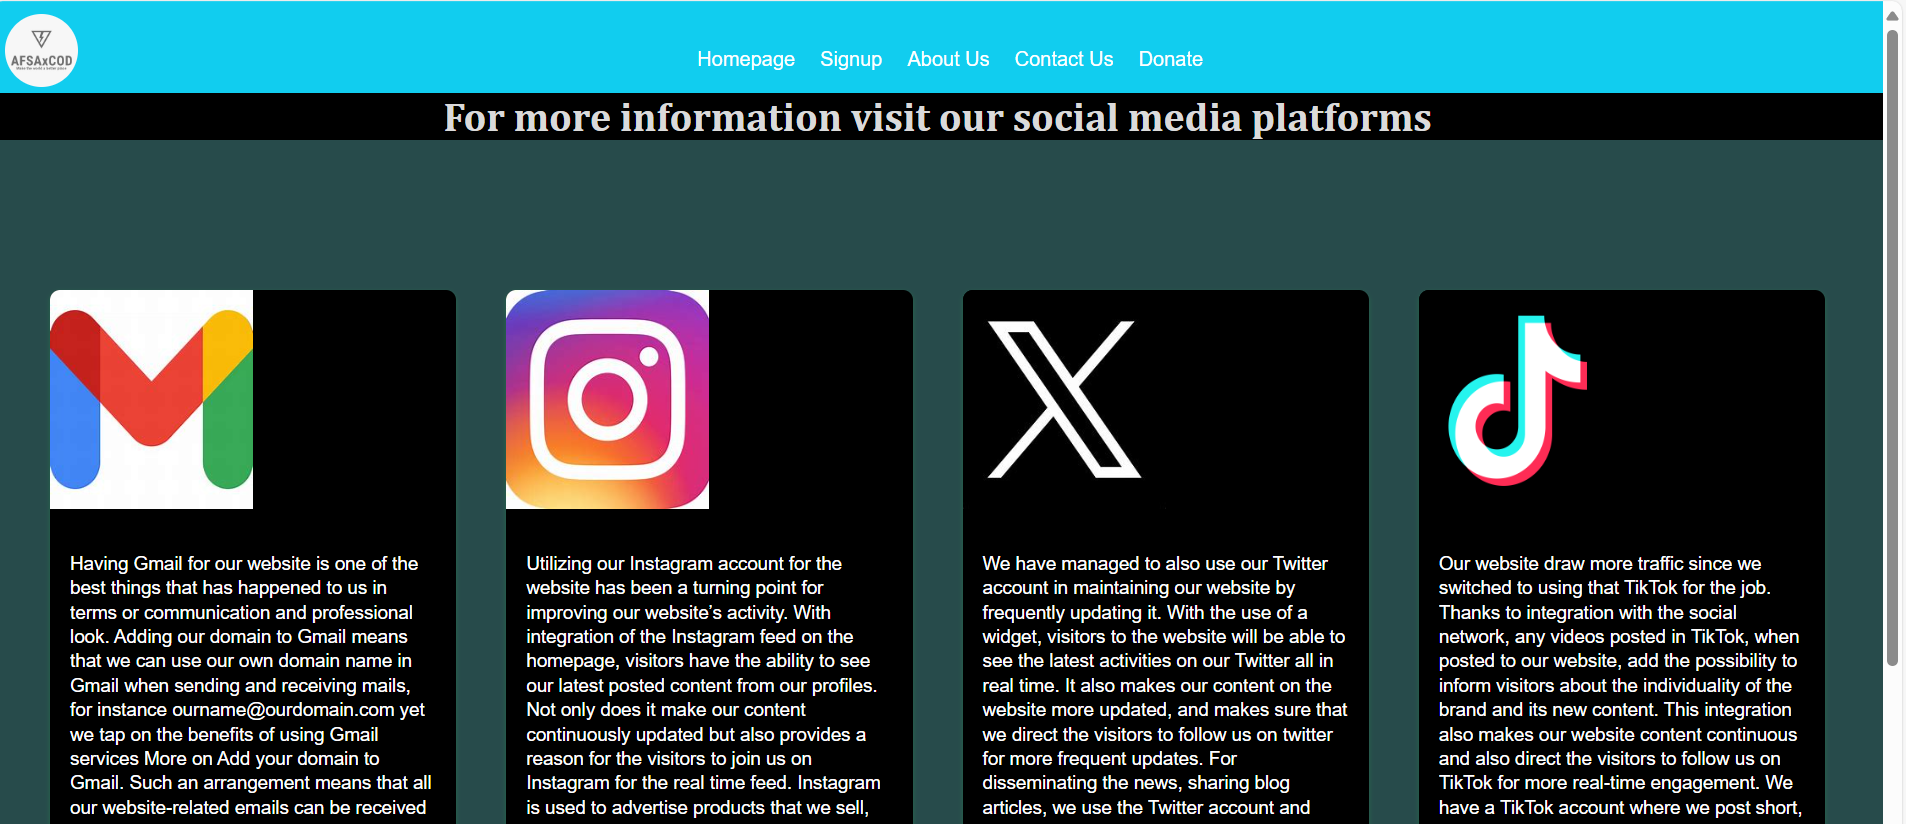 AFSAxCOD
Make the world a better place
Homepage Signup About Us Contact Us Donate
For more information visit our social media platforms
Having Gmail for our website is one of the
best things that has happened to us in
terms or communication and professional
look. Adding our domain to Gmail means
that we can use our own domain name in
Gmail when sending and receiving mails,
for instance ourname@ourdomain.com yet
we tap on the benefits of using Gmail
services More on Add your domain to
Gmail. Such an arrangement means that all
our website-related emails can be received
Utilizing our Instagram account for the
website has been a turning point for
improving our website’s activity. With
integration of the Instagram feed on the
homepage, visitors have the ability to see
our latest posted content from our profiles.
Not only does it make our content
continuously updated but also provides a
reason for the visitors to join us on
Instagram for the real time feed. Instagram
is used to advertise products that we sell,
We have managed to also use our Twitter
account in maintaining our website by
frequently updating it. With the use of a
widget, visitors to the website will be able to
see the latest activities on our Twitter all in
real time. It also makes our content on the
website more updated, and makes sure that
we direct the visitors to follow us on twitter
for more frequent updates. For
disseminating the news, sharing blog
articles, we use the Twitter account and
Our website draw more traffic since we
switched to using that TikTok for the job.
Thanks to integration with the social
network, any videos posted in TikTok, when
posted to our website, add the possibility to
inform visitors about the individuality of the
brand and its new content. This integration
also makes our website content continuous
and also direct the visitors to follow us on
TikTok for more real-time engagement. We
have a TikTok account where we post short,